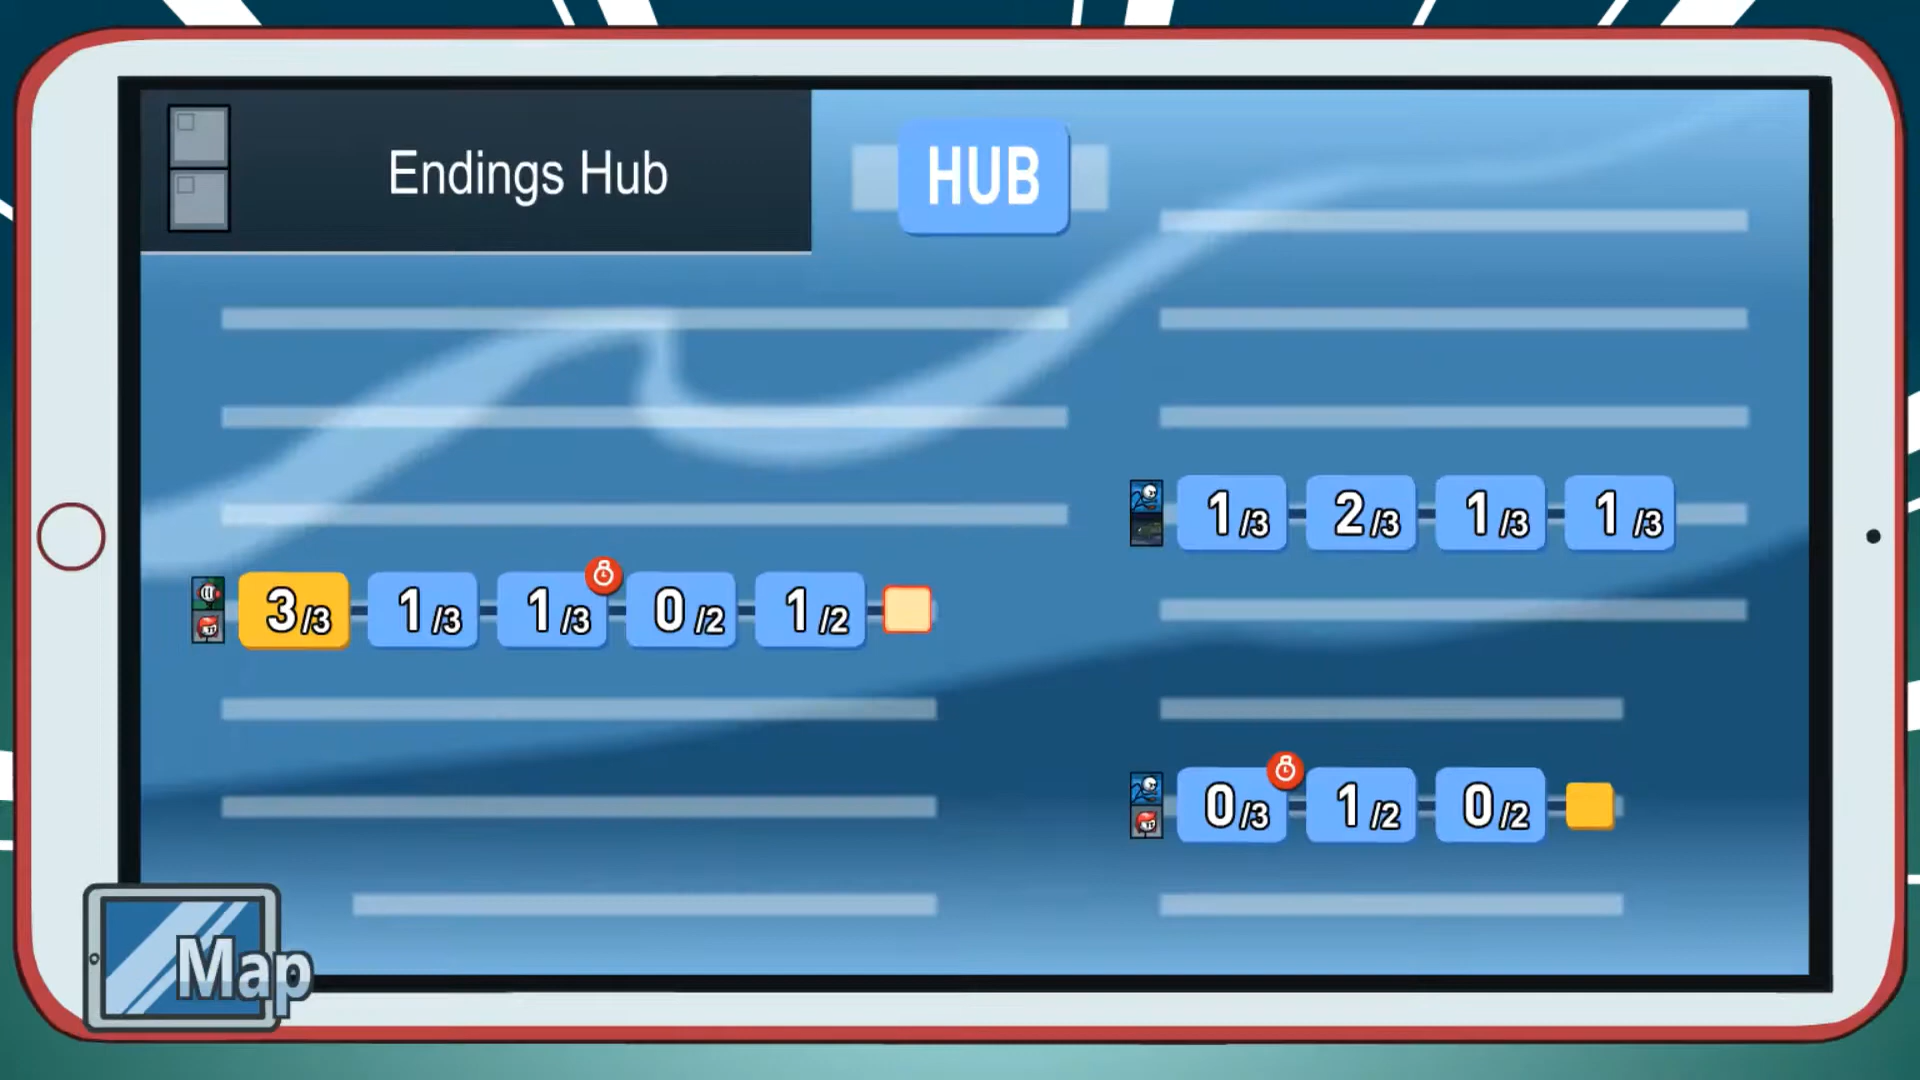 Endings Hub
HUB
1/3 2/3 1/3 1/3
3/3 1/3 1/3 0/2 1/2
0/3 1/2 0/2
Map